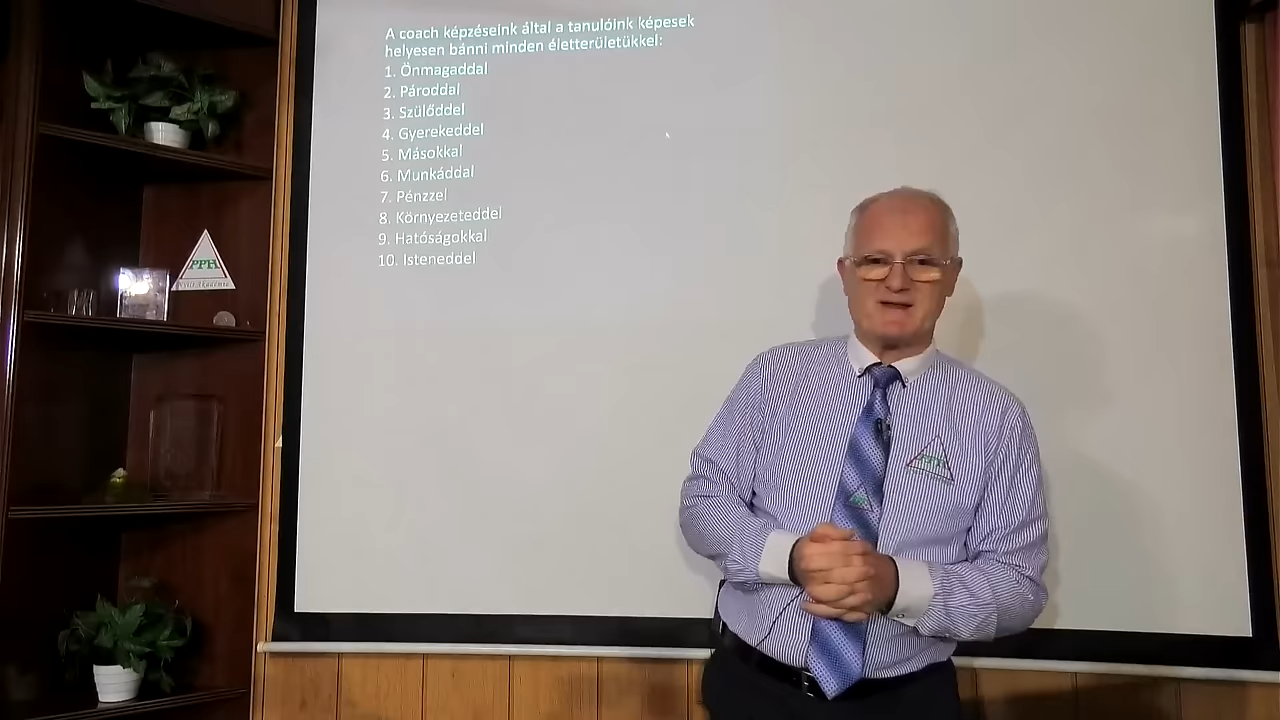 A coach képzéseink által a tanulóink képesek
helyesen bánni minden életterületükkel:
1. Önmagaddal
2. Pároddal
3. Szülőddel
4. Gyerekeddel
5. Másokkal
6. Munkáddal
7. Pénzzel
8. Környezeteddel
9. Hatóságokkal
10. Isteneddel
PPH
PPH